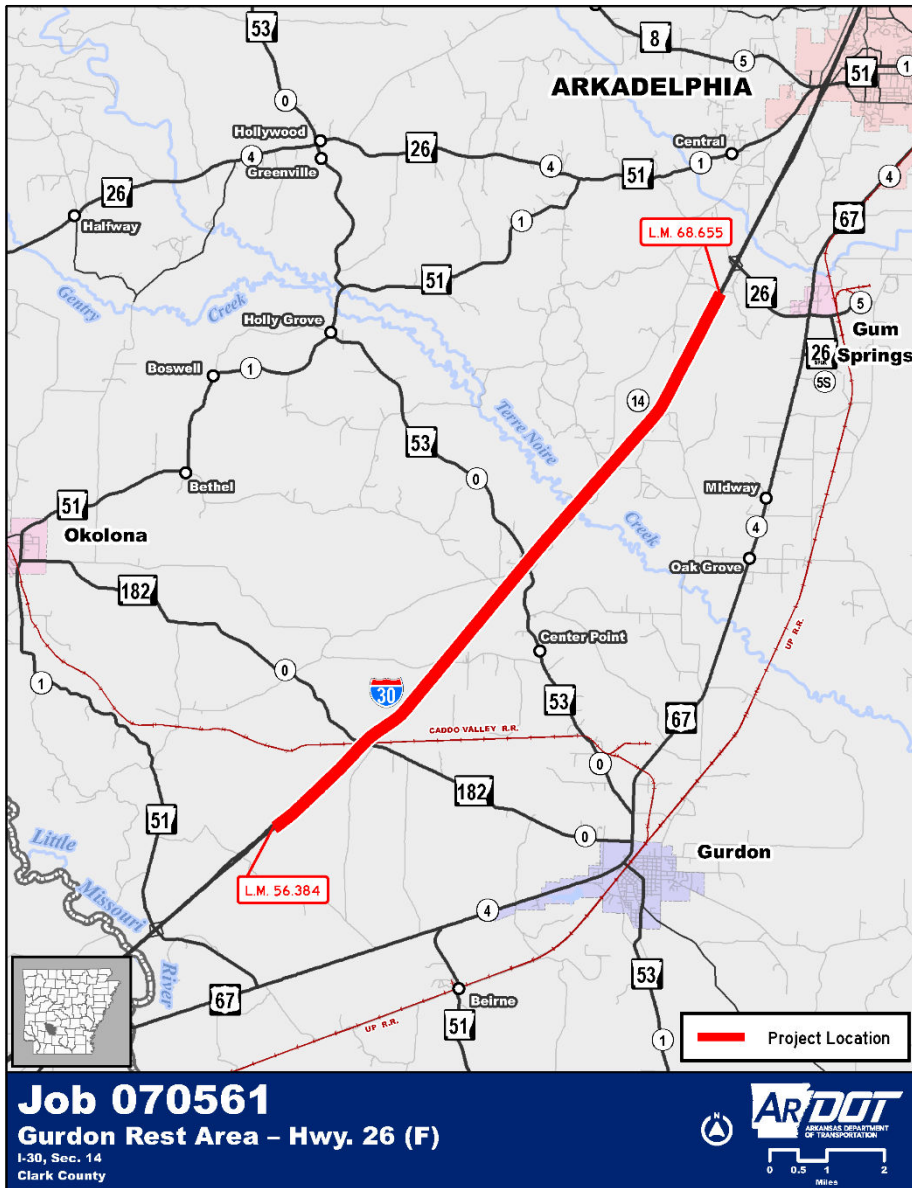 53
8
5
51
1
ARKADELPHIA
0
Hollywood
26
Central
4
Greenville
4
51
1
4
26
67
Halfway
1
L.M. 68.655
51
26
5
Gentry
Creek
Holly Grove
Gum
Springs
26
SPUR
5S
Boswell
1
14
Terre Noire
53
Bethel
0
Midway
51
4
Okolona
Creek
Oak Grove
182
Center Point
UP R.R.
0
1
30
53
67
CADDO VALLEY R.R.
0
182
51
0
Gurdon
Little
Missouri
River
L.M. 56.384
4
53
67
Beirne
UP R.R.
51
1
Project Location
Job 070561
Gurdon Rest Area – Hwy. 26 (F)
I-30, Sec. 14
Clark County
N
ARDOT
ARKANSAS DEPARTMENT
OF TRANSPORTATION
0 0.5 1 2
Miles